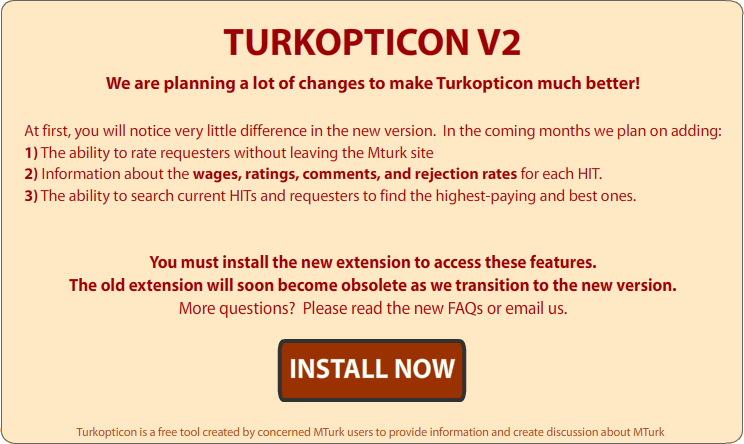 TURKOPTICON V2
We are planning a lot of changes to make Turkopticon much better!
At first, you will notice very little difference in the new version. In the coming months we plan on adding:
1) The ability to rate requesters without leaving the Mturk site
2) Information about the wages, ratings, comments, and rejection rates for each HIT.
3) The ability to search current HITs and requesters to find the highest-paying and best ones.
You must install the new extension to access these features.
The old extension will soon become obsolete as we transition to the new version.
More questions? Please read the new FAQs or email us.
INSTALL NOW
Turkopticon is a free tool created by concerned MTurk users to provide information and create discussion about MTurk